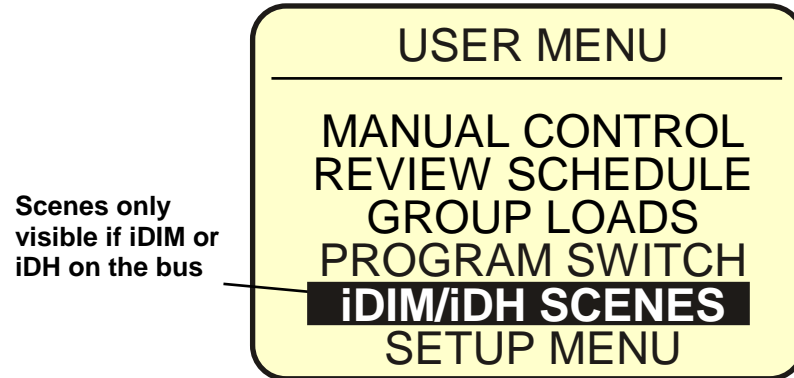 USER MENU
MANUAL CONTROL
REVIEW SCHEDULE
GROUP LOADS
PROGRAM SWITCH
iDIM/iDH SCENES
SETUP MENU
Scenes only
visible if iDIM or
iDH on the bus